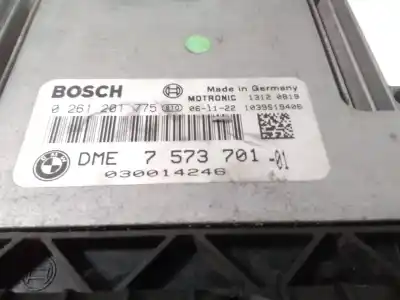 BOSCH
Made in Germany
MOTRONIC 1312 0819
0 261 201 775 06-11-22 1039S19406
T
DME 7 573 701 -01
030014246